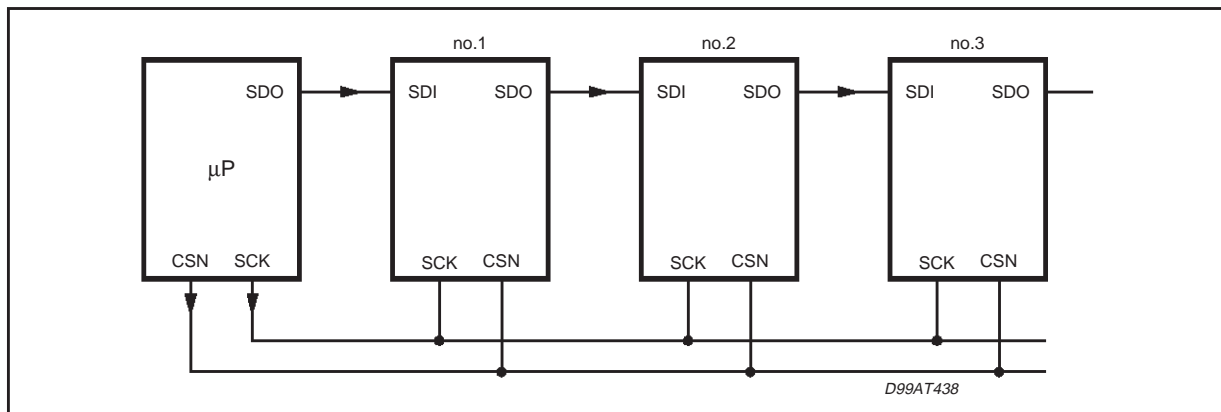 no.1 no.2 no.3
SDO SDI SDO SDI SDO SDI SDO
μP
CSN SCK SCK CSN SCK CSN SCK CSN
D99AT438